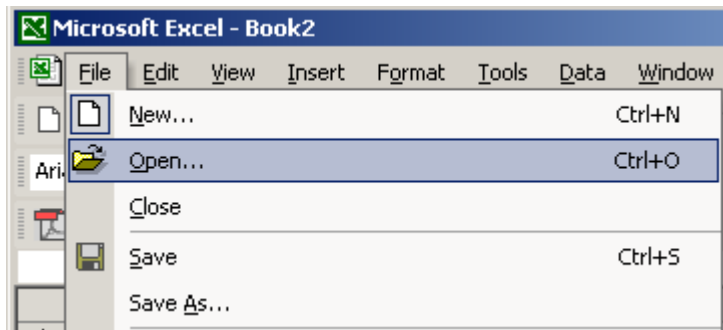 Microsoft Excel - Book2
File Edit View Insert Format Tools Data Window
New... Ctrl+N
Open... Ctrl+O
Close
Save Ctrl+S
Save As...